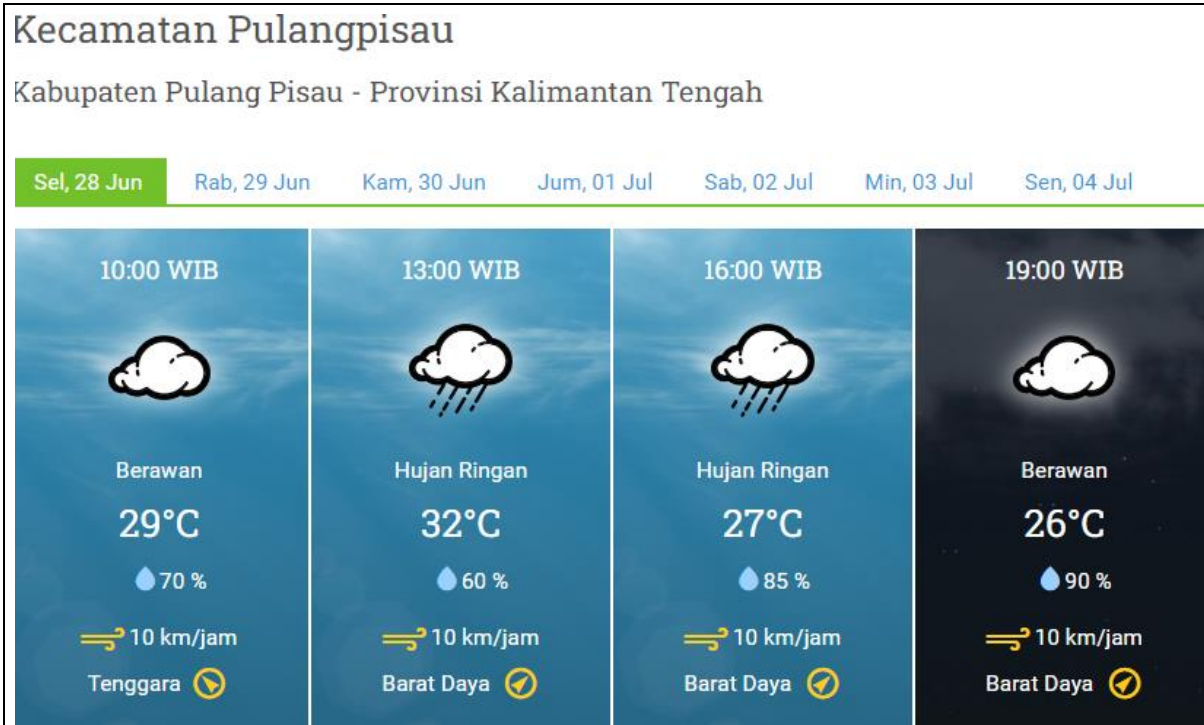 Kecamatan Pulangpisau
Kabupaten Pulang Pisau - Provinsi Kalimantan Tengah
Sel, 28 Jun Rab, 29 Jun Kam, 30 Jun Jum, 01 Jul Sab, 02 Jul Min, 03 Jul Sen, 04 Jul
10:00 WIB 13:00 WIB 16:00 WIB 19:00 WIB
Berawan Hujan Ringan Hujan Ringan Berawan
29°C 32°C 27°C 26°C
70 % 60 % 85 % 90 %
10 km/jam 10 km/jam 10 km/jam 10 km/jam
Tenggara Barat Daya Barat Daya Barat Daya